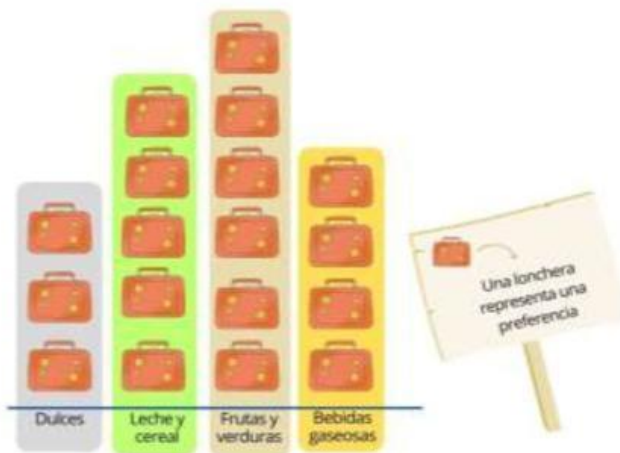 Una lonchera
representa una
preferencia
Dulces
Leche y
cereal
Frutas y
verduras
Bebidas
gaseosas